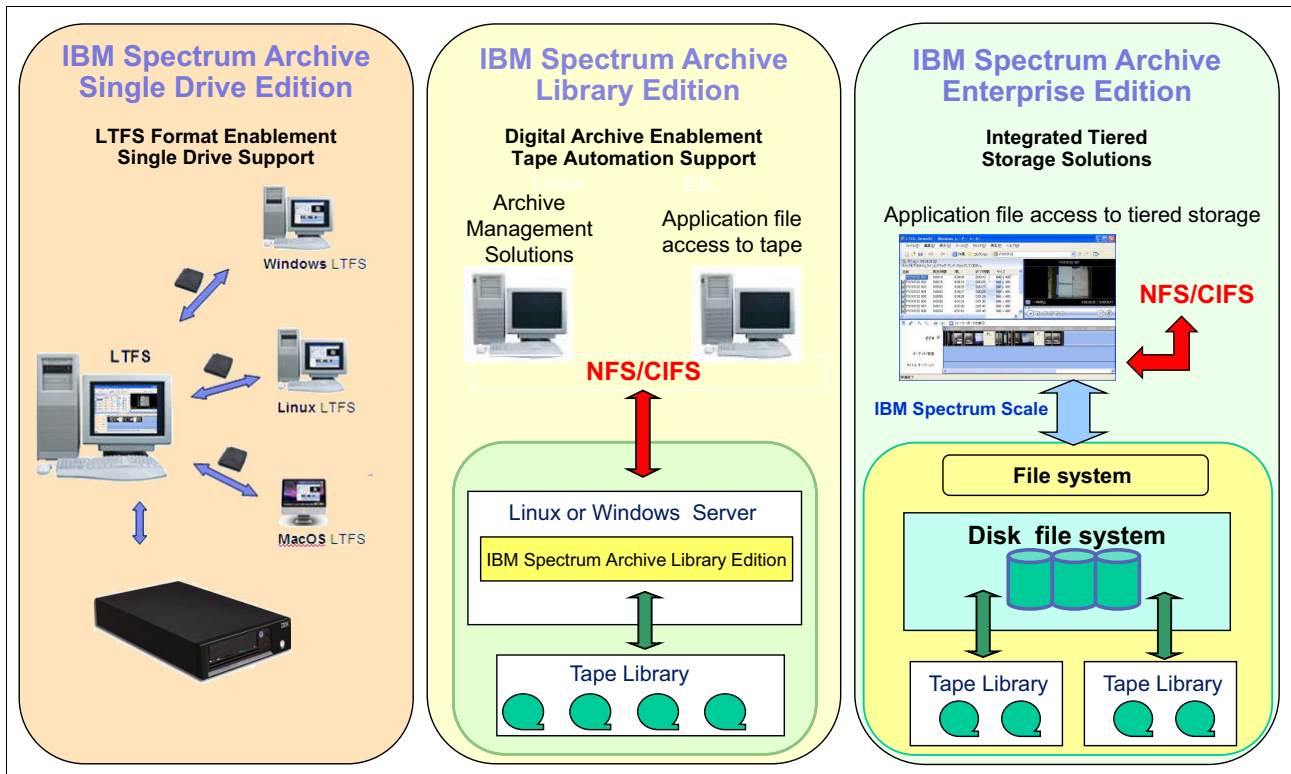 IBM Spectrum Archive
Single Drive Edition
LTFS Format Enablement
Single Drive Support
Windows LTFS
LTFS
Linux LTFS
MacOS LTFS
IBM
IBM Spectrum Archive
Library Edition
Digital Archive Enablement
Tape Automation Support
Linux
Etc.
Archive
Management
Solutions
Application file
access to tape
NFS/CIFS
Linux or Windows Server
IBM Spectrum Archive Library Edition
Tape Library
IBM Spectrum Archive
Enterprise Edition
Integrated Tiered
Storage Solutions
Application file access to tiered storage
NFS/CIFS
IBM Spectrum Scale
File system
Disk file system
Tape Library
Tape Library